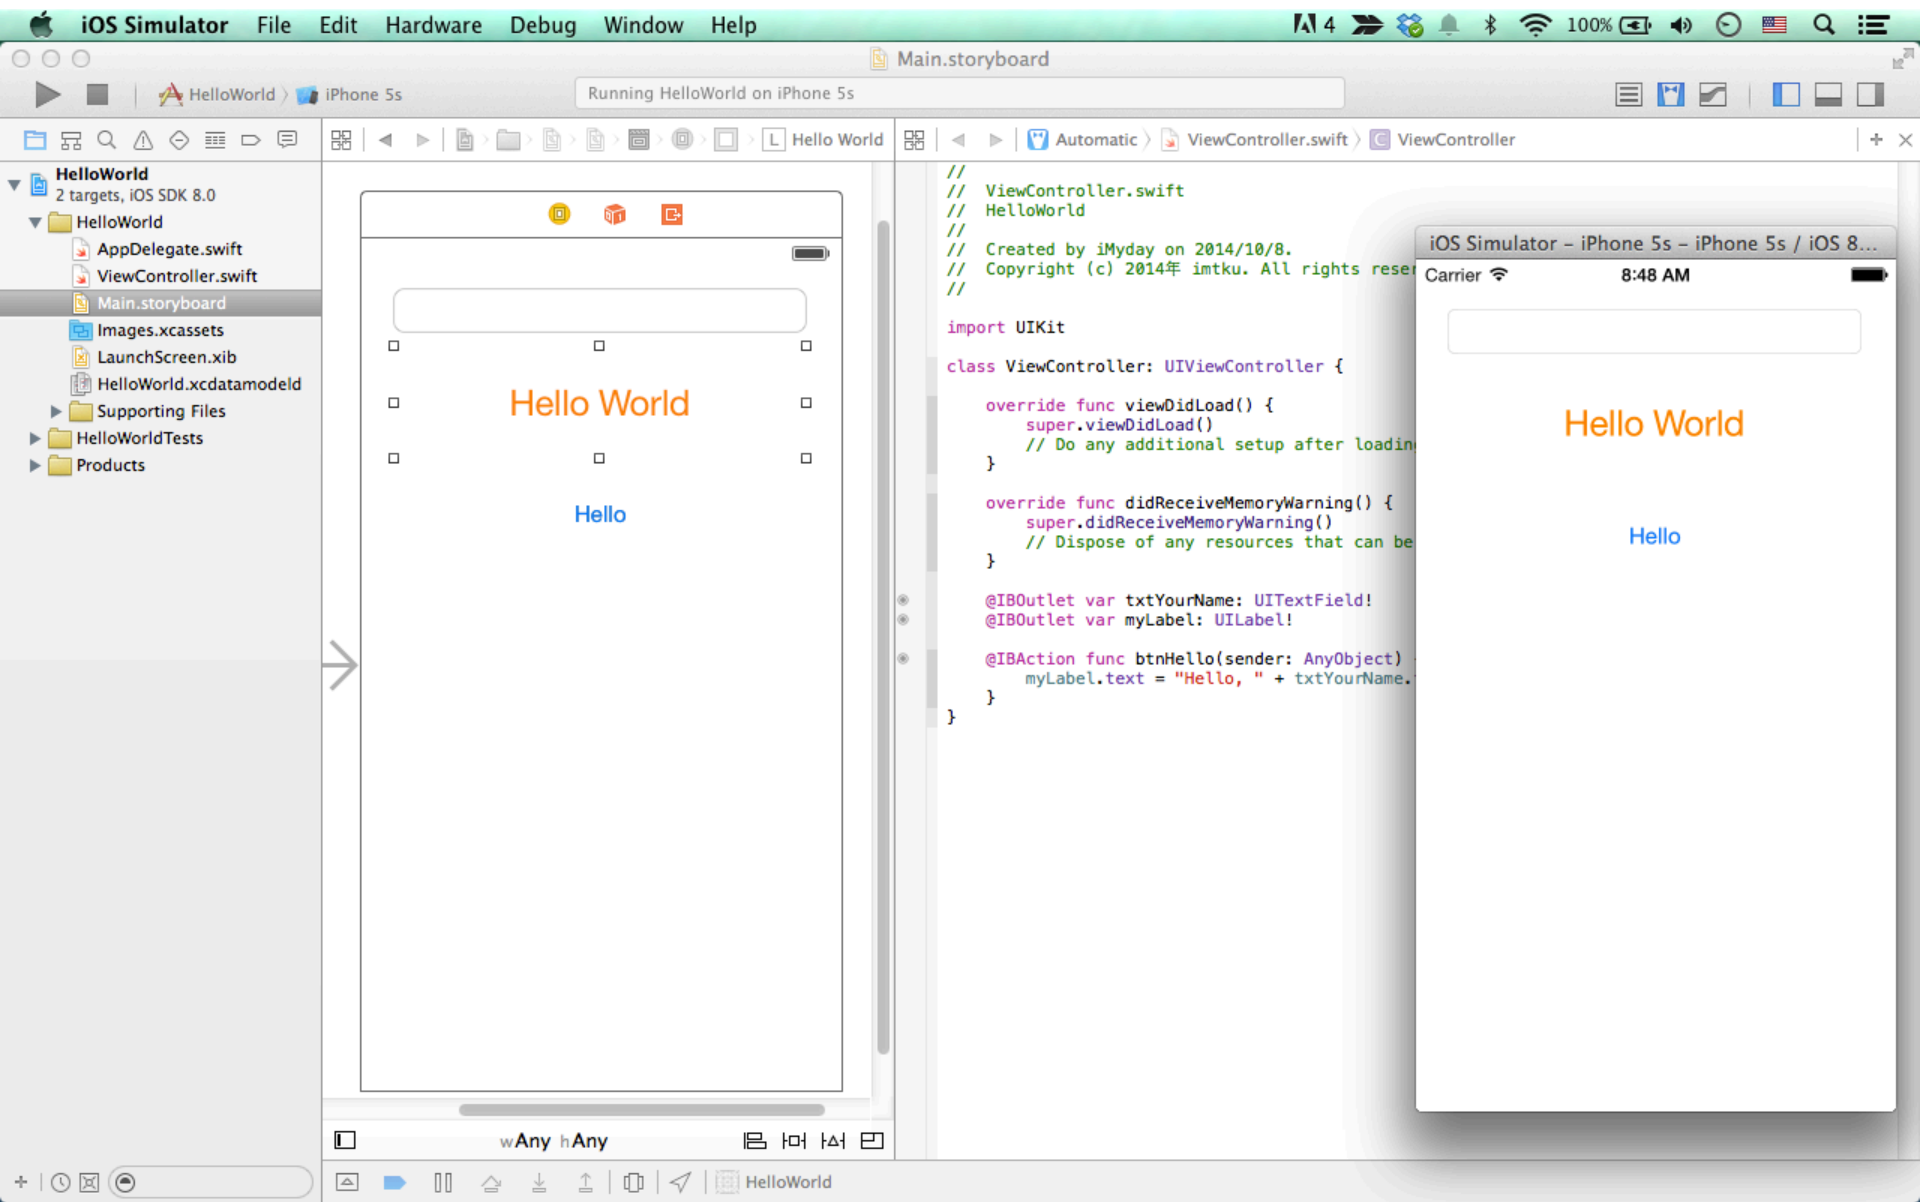 iOS Simulator File Edit Hardware Debug Window Help 4 100%
Main.storyboard
HelloWorld iPhone 5s Running HelloWorld on iPhone 5s
L Hello World Automatic ViewController.swift C ViewController
HelloWorld
2 targets, iOS SDK 8.0
HelloWorld
AppDelegate.swift
ViewController.swift
Main.storyboard
Images.xcassets
LaunchScreen.xib
HelloWorld.xcdatamodeld
Supporting Files
HelloWorldTests
Products
Hello World
Hello
wAny hAny
//
// ViewController.swift
// HelloWorld
//
// Created by iMyday on 2014/10/8.
// Copyright (c) 2014年 imtku. All rights reser
//
import UIKit
class ViewController: UIViewController {
override func viewDidLoad() {
super.viewDidLoad()
// Do any additional setup after loadin
}
override func didReceiveMemoryWarning() {
super.didReceiveMemoryWarning()
// Dispose of any resources that can be
}
@IBOutlet var txtYourName: UITextField!
@IBOutlet var myLabel: UILabel!
@IBAction func btnHello(sender: AnyObject)
myLabel.text = "Hello, " + txtYourName.
}
}
iOS Simulator – iPhone 5s – iPhone 5s / iOS 8...
Carrier 8:48 AM
Hello World
Hello
HelloWorld